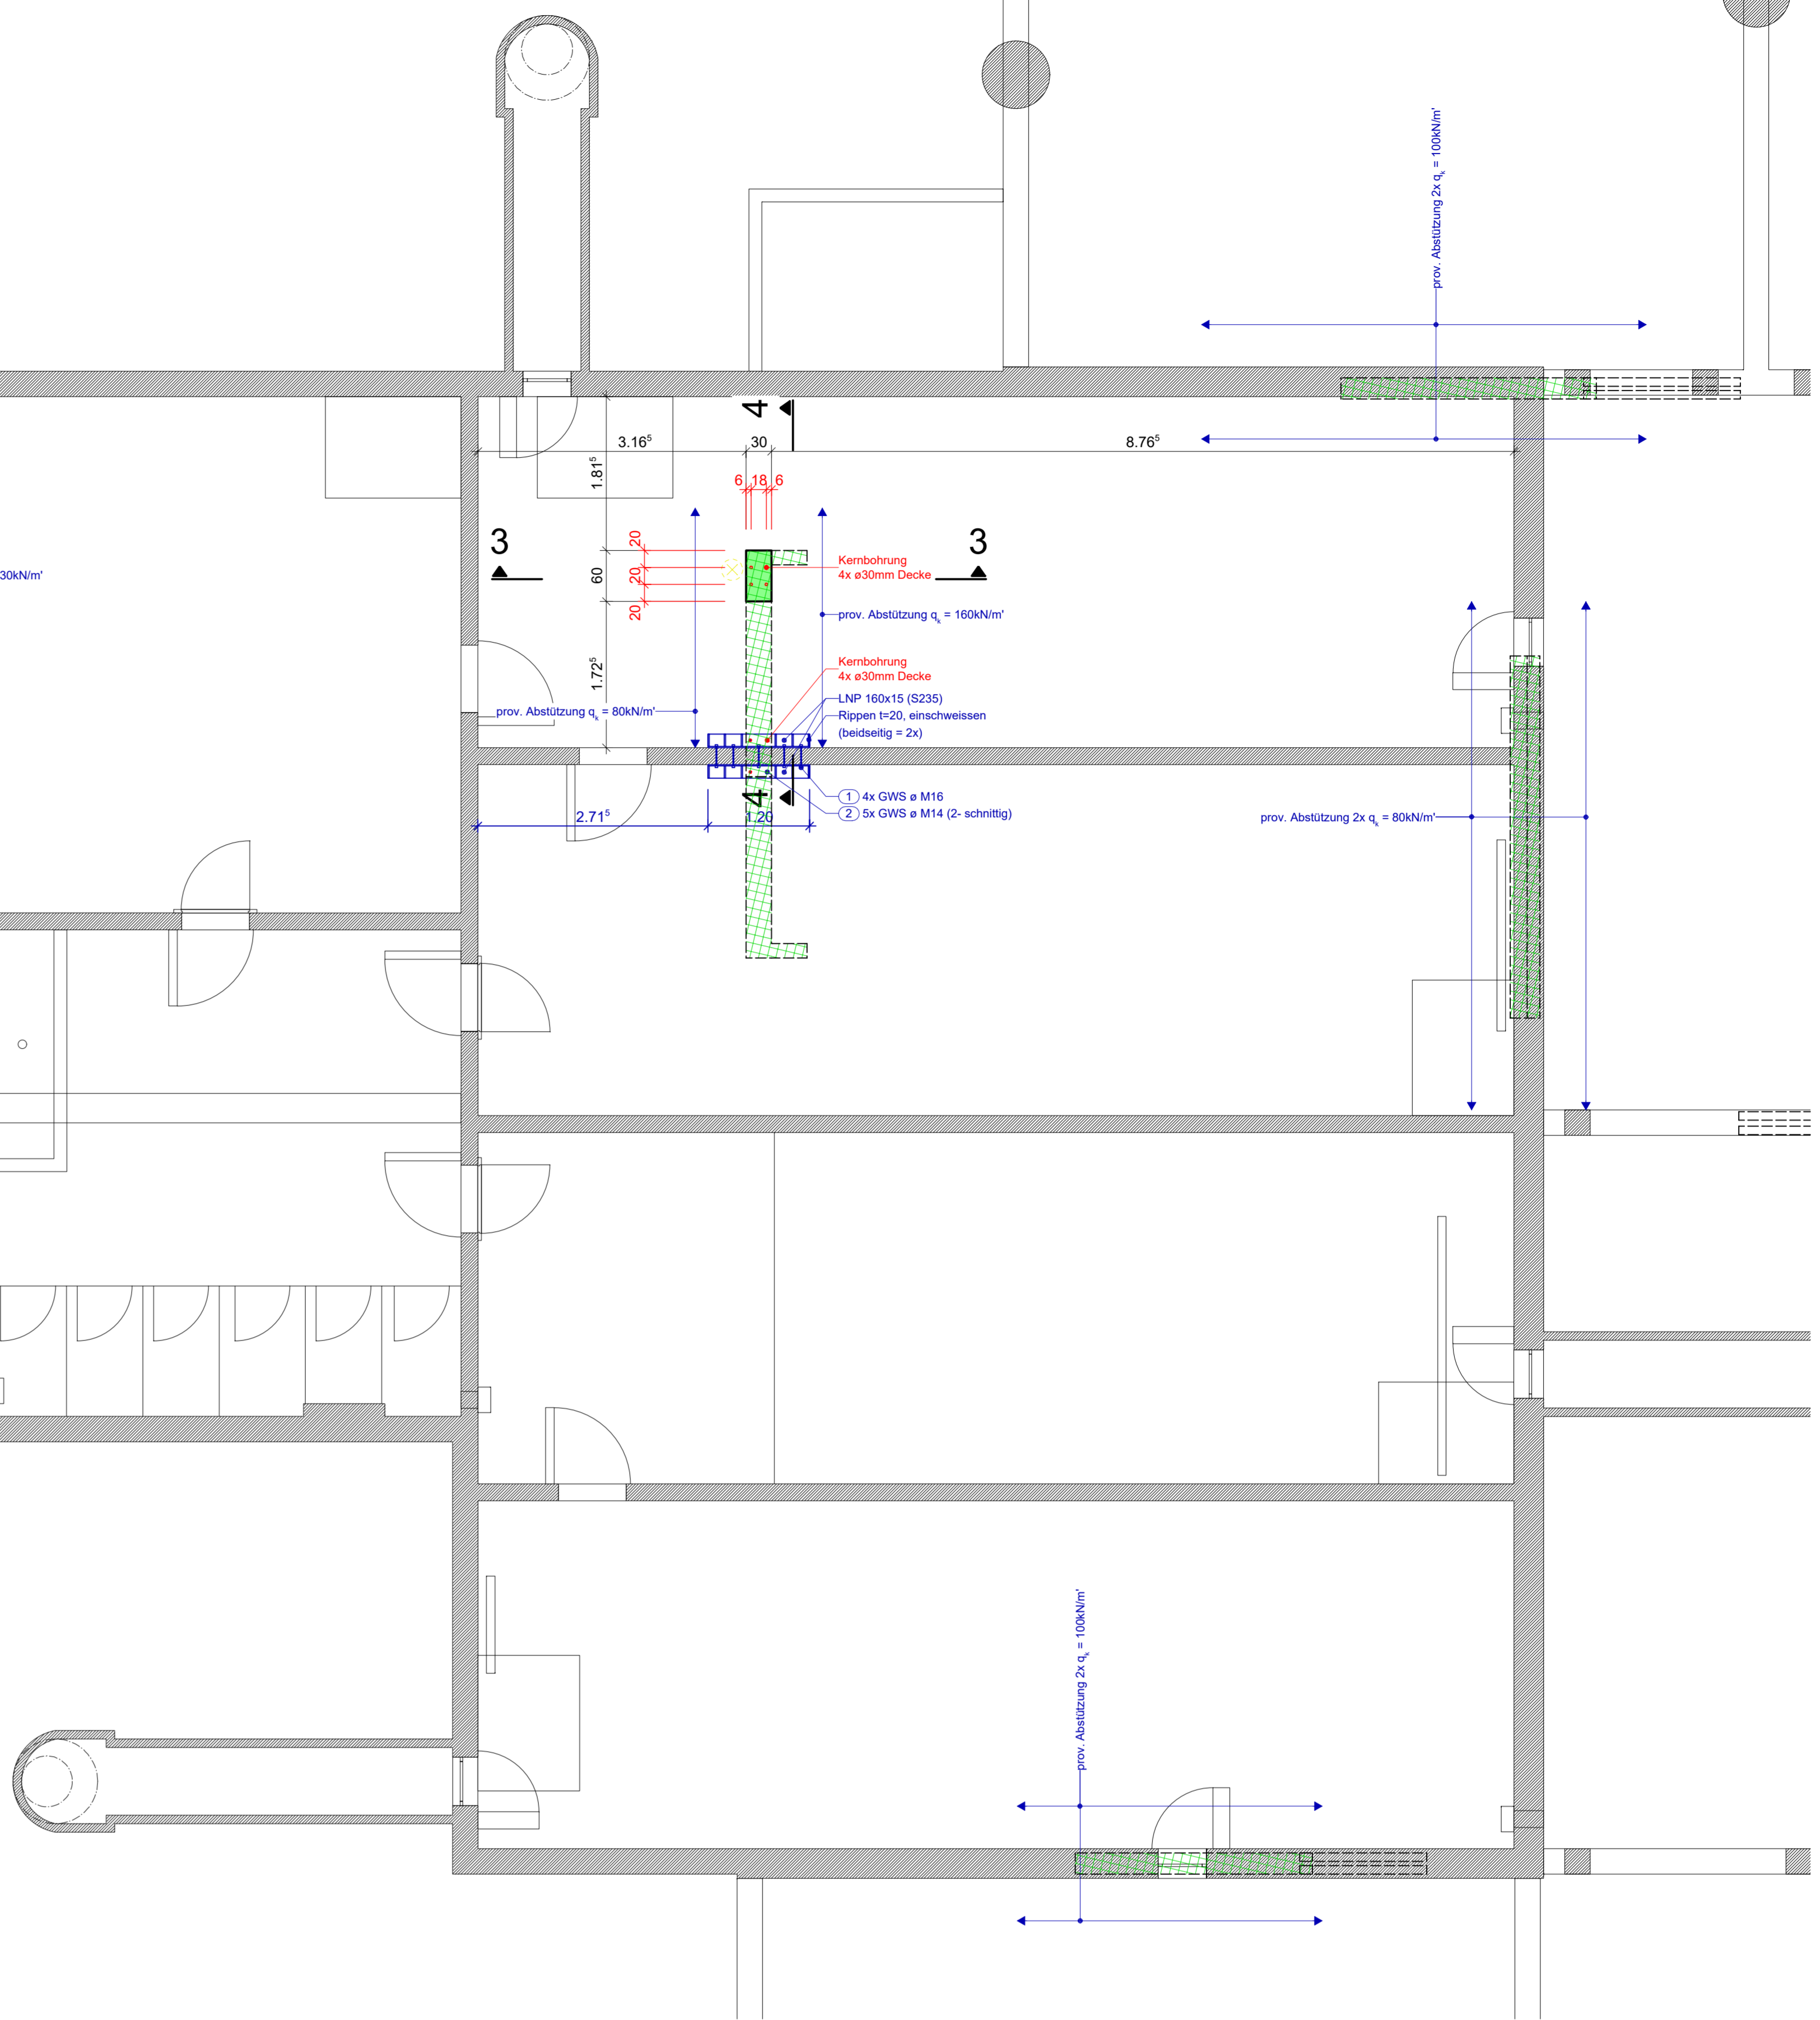 prov. Abstützung 2x qk = 100kN/m'
4
3.16⁵
30
8.76⁵
1.81⁵
6 18 6
3
3
20
20
20
60
Kernbohrung
4x ø30mm Decke
30kN/m'
prov. Abstützung qk = 160kN/m'
1.72⁵
Kernbohrung
4x ø30mm Decke
LNP 160x15 (S235)
Rippen t=20, einschweissen
(beidseitig = 2x)
prov. Abstützung qk = 80kN/m'
4
1 4x GWS ø M16
2 5x GWS ø M14 (2- schnittig)
2.71⁵
1.20
prov. Abstützung 2x qk = 80kN/m'
prov. Abstützung 2x qk = 100kN/m'